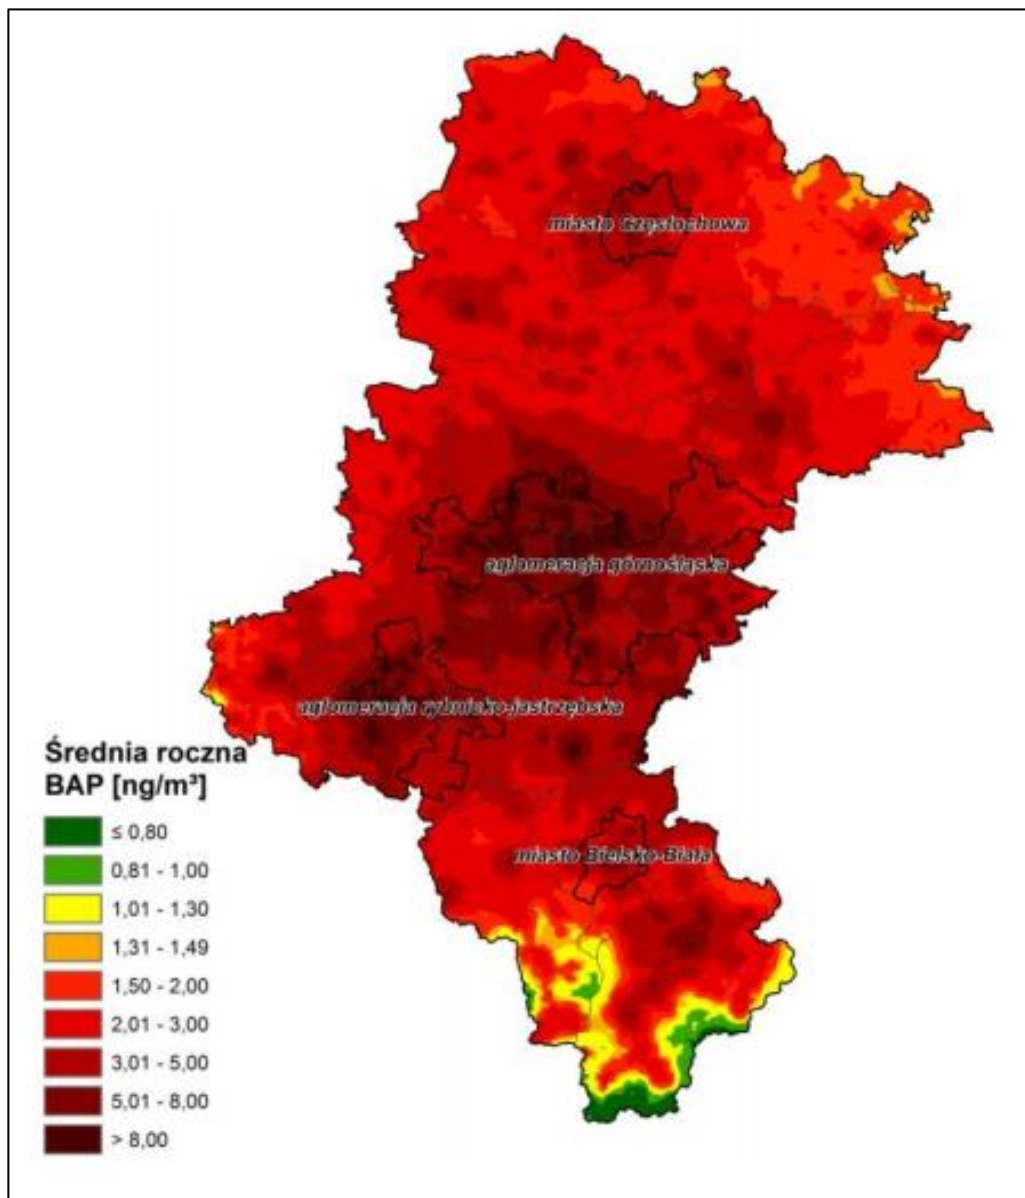 miasto Częstochowa
aglomeracja górnośląska
aglomeracja rybnicko-jastrzębska
miasto Bielsko-Biała
Średnia roczna
BAP [ng/m³]
≤ 0,80
0,81 - 1,00
1,01 - 1,30
1,31 - 1,49
1,50 - 2,00
2,01 - 3,00
3,01 - 5,00
5,01 - 8,00
> 8,00